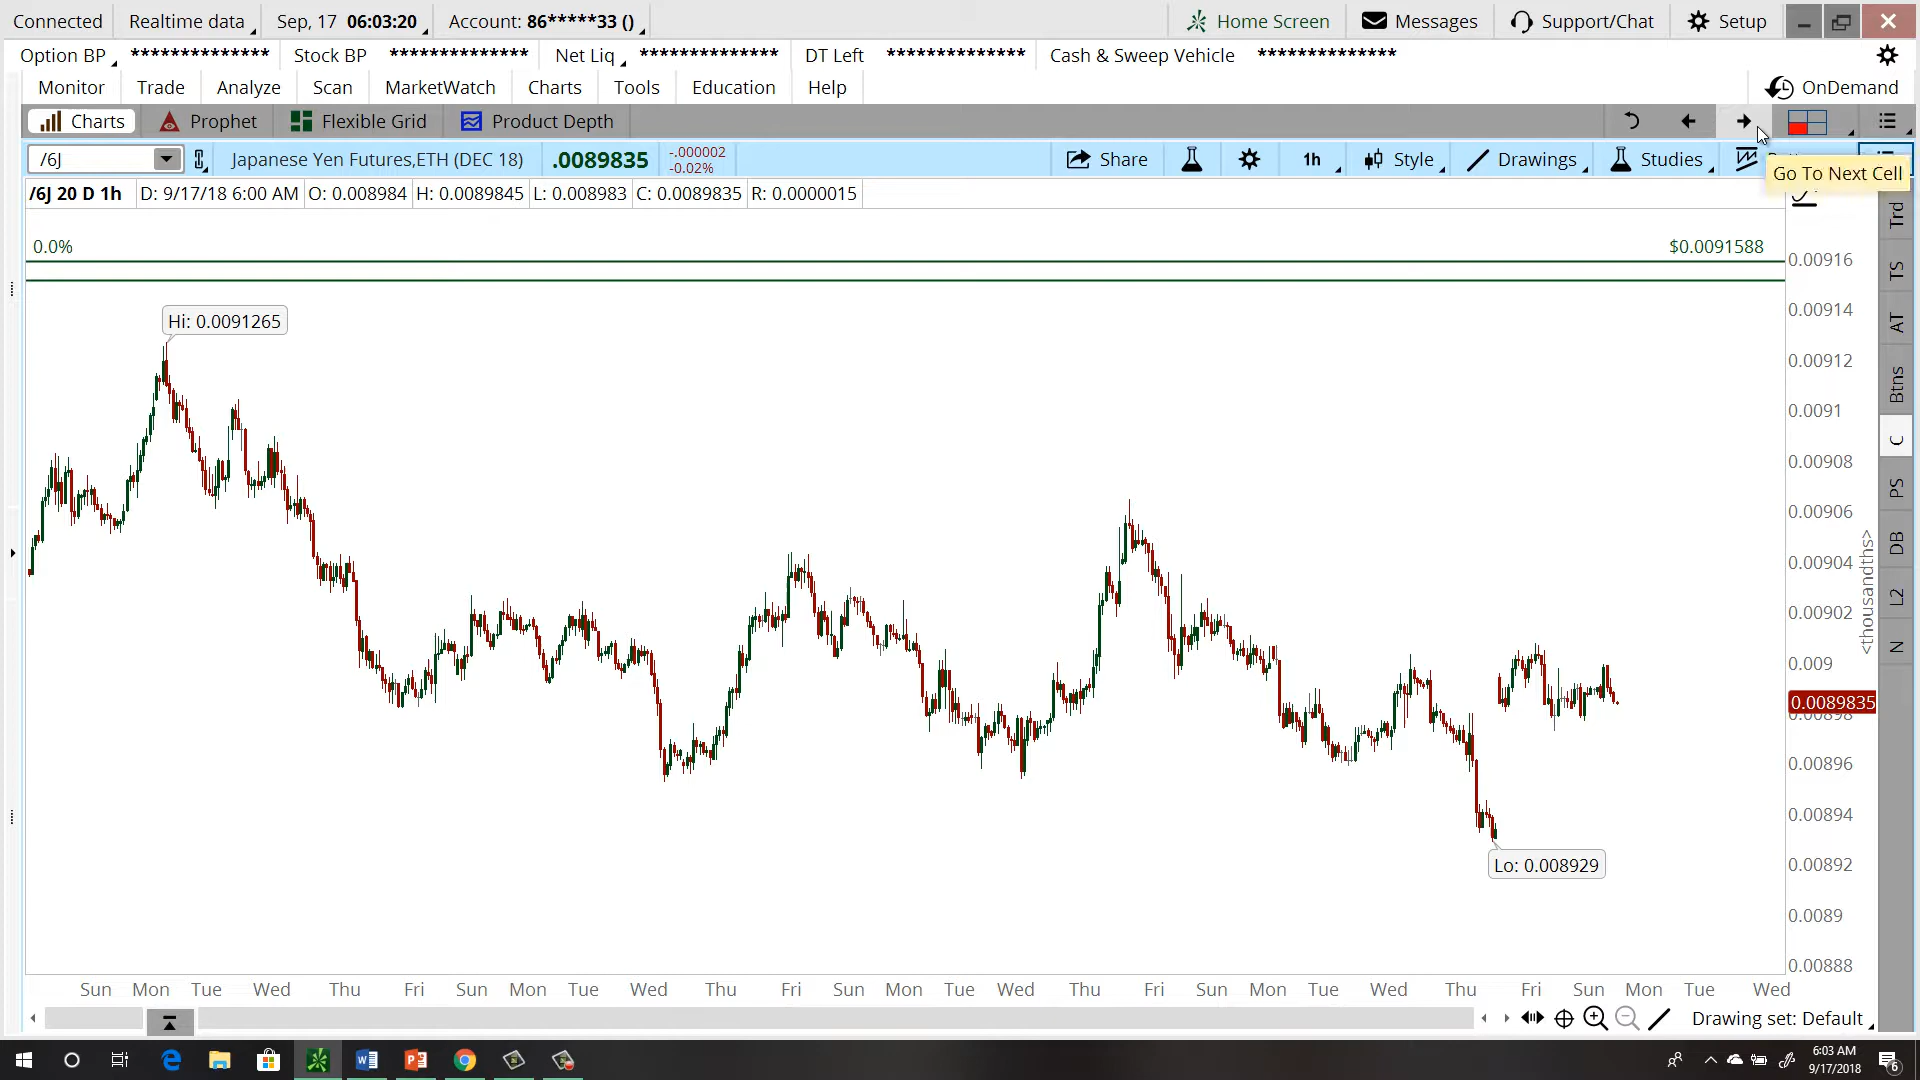 Connected Realtime data Sep, 17 06:03:20 Account: 86*****33 () Home Screen Messages Support/Chat Setup
Option BP ************** Stock BP ************** Net Liq ************** DT Left ************** Cash & Sweep Vehicle **************
Monitor Trade Analyze Scan MarketWatch Charts Tools Education Help OnDemand
Charts Prophet Flexible Grid Product Depth
/6J Japanese Yen Futures,ETH (DEC 18) .0089835 -.000002 -0.02% Share 1h Style Drawings Studies
Go To Next Cell
/6J 20 D 1h D: 9/17/18 6:00 AM O: 0.008984 H: 0.0089845 L: 0.008983 C: 0.0089835 R: 0.0000015
0.0% $0.0091588
Hi: 0.0091265
Lo: 0.008929
0.00916
0.00914
0.00912
0.0091
0.00908
0.00906
0.00904
0.00902
0.009
0.0089835
0.00898
0.00896
0.00894
0.00892
0.0089
0.00888
<thousandths>
Trd
TS
AT
Btns
C
PS
DB
L2
N
Sun Mon Tue Wed Thu Fri Sun Mon Tue Wed Thu Fri Sun Mon Tue Wed Thu Fri Sun Mon Tue Wed Thu Fri Sun Mon Tue Wed
Drawing set: Default
6:03 AM
9/17/2018
6